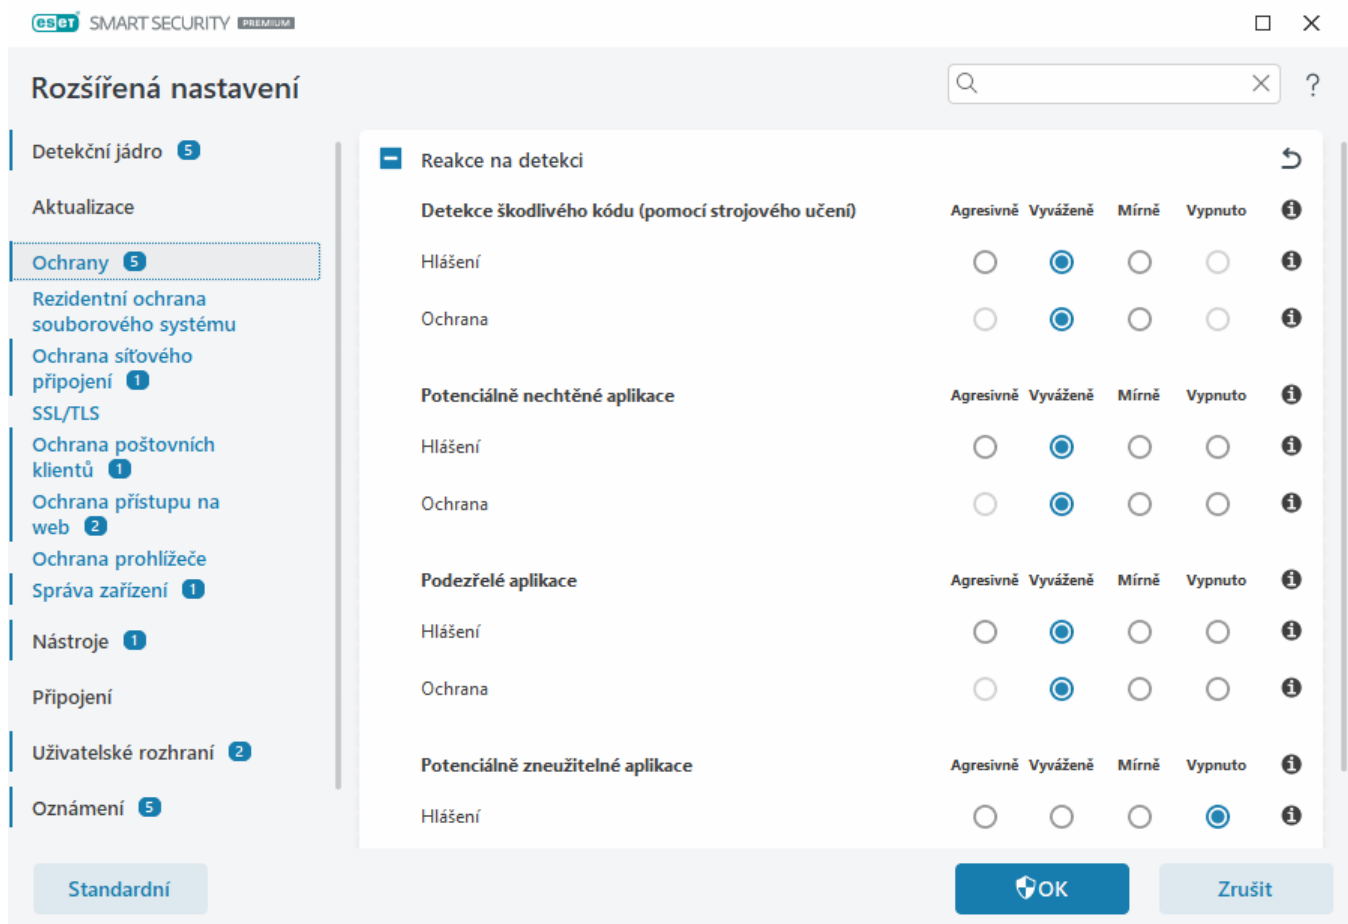 eset SMART SECURITY PREMIUM
Rozšířená nastavení
?
Detekční jádro 5
Aktualizace
Ochrany 5
Rezidentní ochrana
souborového systému
Ochrana síťového
připojení 1
SSL/TLS
Ochrana poštovních
klientů 1
Ochrana přístupu na
web 2
Ochrana prohlížeče
Správa zařízení 1
Nástroje 1
Připojení
Uživatelské rozhraní 2
Oznámení 5
Reakce na detekci
Detekce škodlivého kódu (pomocí strojového učení) Agresivně Vyváženě Mírně Vypnuto
Hlášení
Ochrana
Potenciálně nechtěné aplikace Agresivně Vyváženě Mírně Vypnuto
Hlášení
Ochrana
Podezřelé aplikace Agresivně Vyváženě Mírně Vypnuto
Hlášení
Ochrana
Potenciálně zneužitelné aplikace Agresivně Vyváženě Mírně Vypnuto
Hlášení
Standardní
OK
Zrušit